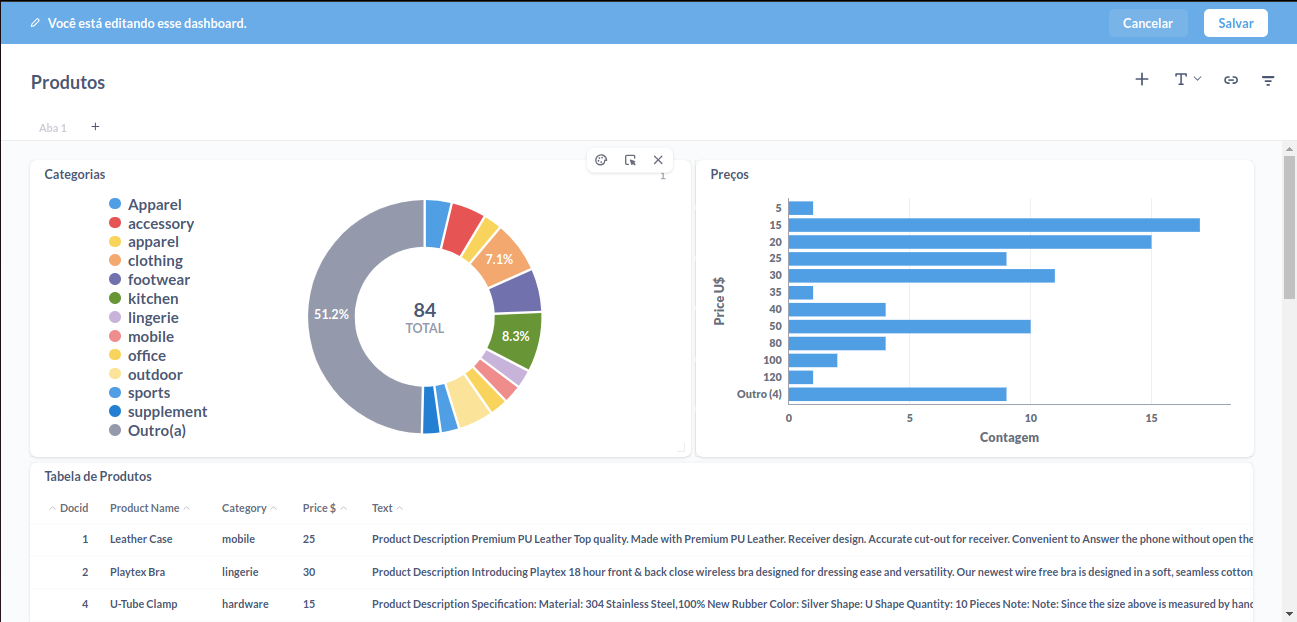 Você está editando esse dashboard.
Cancelar
Salvar
Produtos
Aba 1
Categorias
1
Apparel
accessory
apparel
clothing
footwear
kitchen
lingerie
mobile
office
outdoor
sports
supplement
Outro(a)
7.1%
51.2%
8.3%
84
TOTAL
Preços
Price U$
5
15
20
25
30
35
40
50
80
100
120
Outro (4)
0 5 10 15
Contagem
Tabela de Produtos
Docid Product Name Category Price $ Text
1 Leather Case mobile 25 Product Description Premium PU Leather Top quality. Made with Premium PU Leather. Receiver design. Accurate cut-out for receiver. Convenient to Answer the phone without open the
2 Playtex Bra lingerie 30 Product Description Introducing Playtex 18 hour front & back close wireless bra designed for dressing ease and versatility. Our newest wire free bra is designed in a soft, seamless cotton
4 U-Tube Clamp hardware 15 Product Description Specification: Material: 304 Stainless Steel,100% New Rubber Color: Silver Shape: U Shape Quantity: 10 Pieces Note: Note: Since the size above is measured by hand